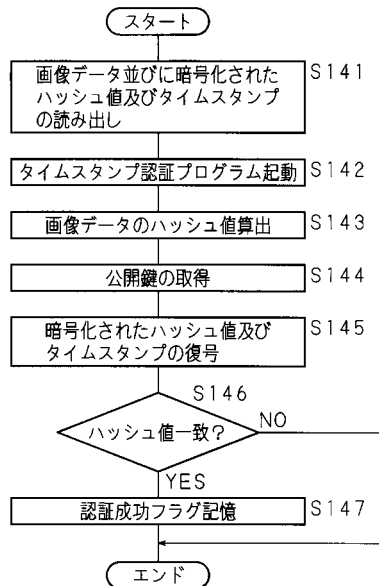 スタート
画像データ並びに暗号化された
ハッシュ値及びタイムスタンプ
の読み出し
S141
タイムスタンプ認証プログラム起動
S142
画像データのハッシュ値算出
S143
公開鍵の取得
S144
暗号化されたハッシュ値及び
タイムスタンプの復号
S145
S146
ハッシュ値一致?
NO
YES
認証成功フラグ記憶
S147
エンド